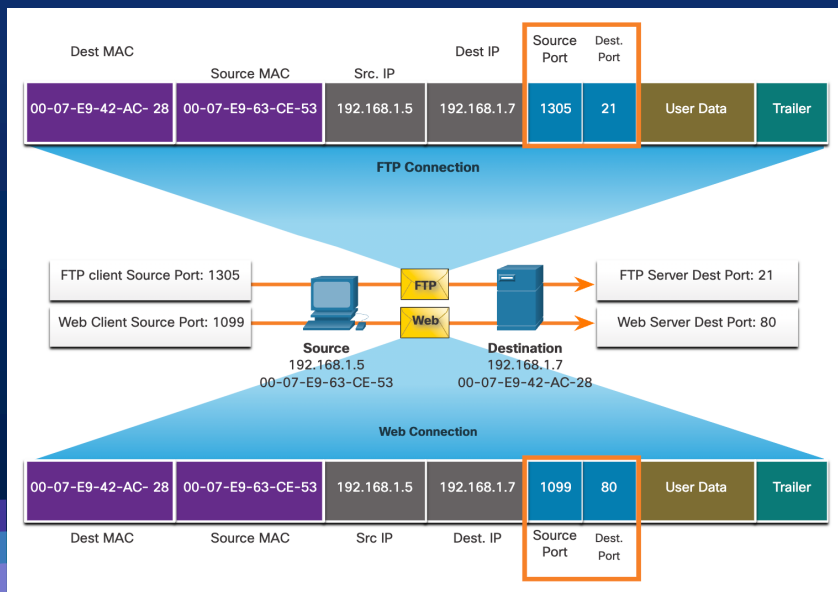 Dest MAC
Source MAC
Src. IP
Dest IP
Source
Port
Dest.
Port
00-07-E9-42-AC- 28
00-07-E9-63-CE-53
192.168.1.5
192.168.1.7
1305
21
User Data
Trailer
FTP Connection
FTP client Source Port: 1305
FTP
FTP Server Dest Port: 21
Web Client Source Port: 1099
Web
Web Server Dest Port: 80
Source
192.168.1.5
00-07-E9-63-CE-53
Destination
192.168.1.7
00-07-E9-42-AC-28
Web Connection
00-07-E9-42-AC- 28
00-07-E9-63-CE-53
192.168.1.5
192.168.1.7
1099
80
User Data
Trailer
Dest MAC
Source MAC
Src IP
Dest. IP
Source
Port
Dest.
Port